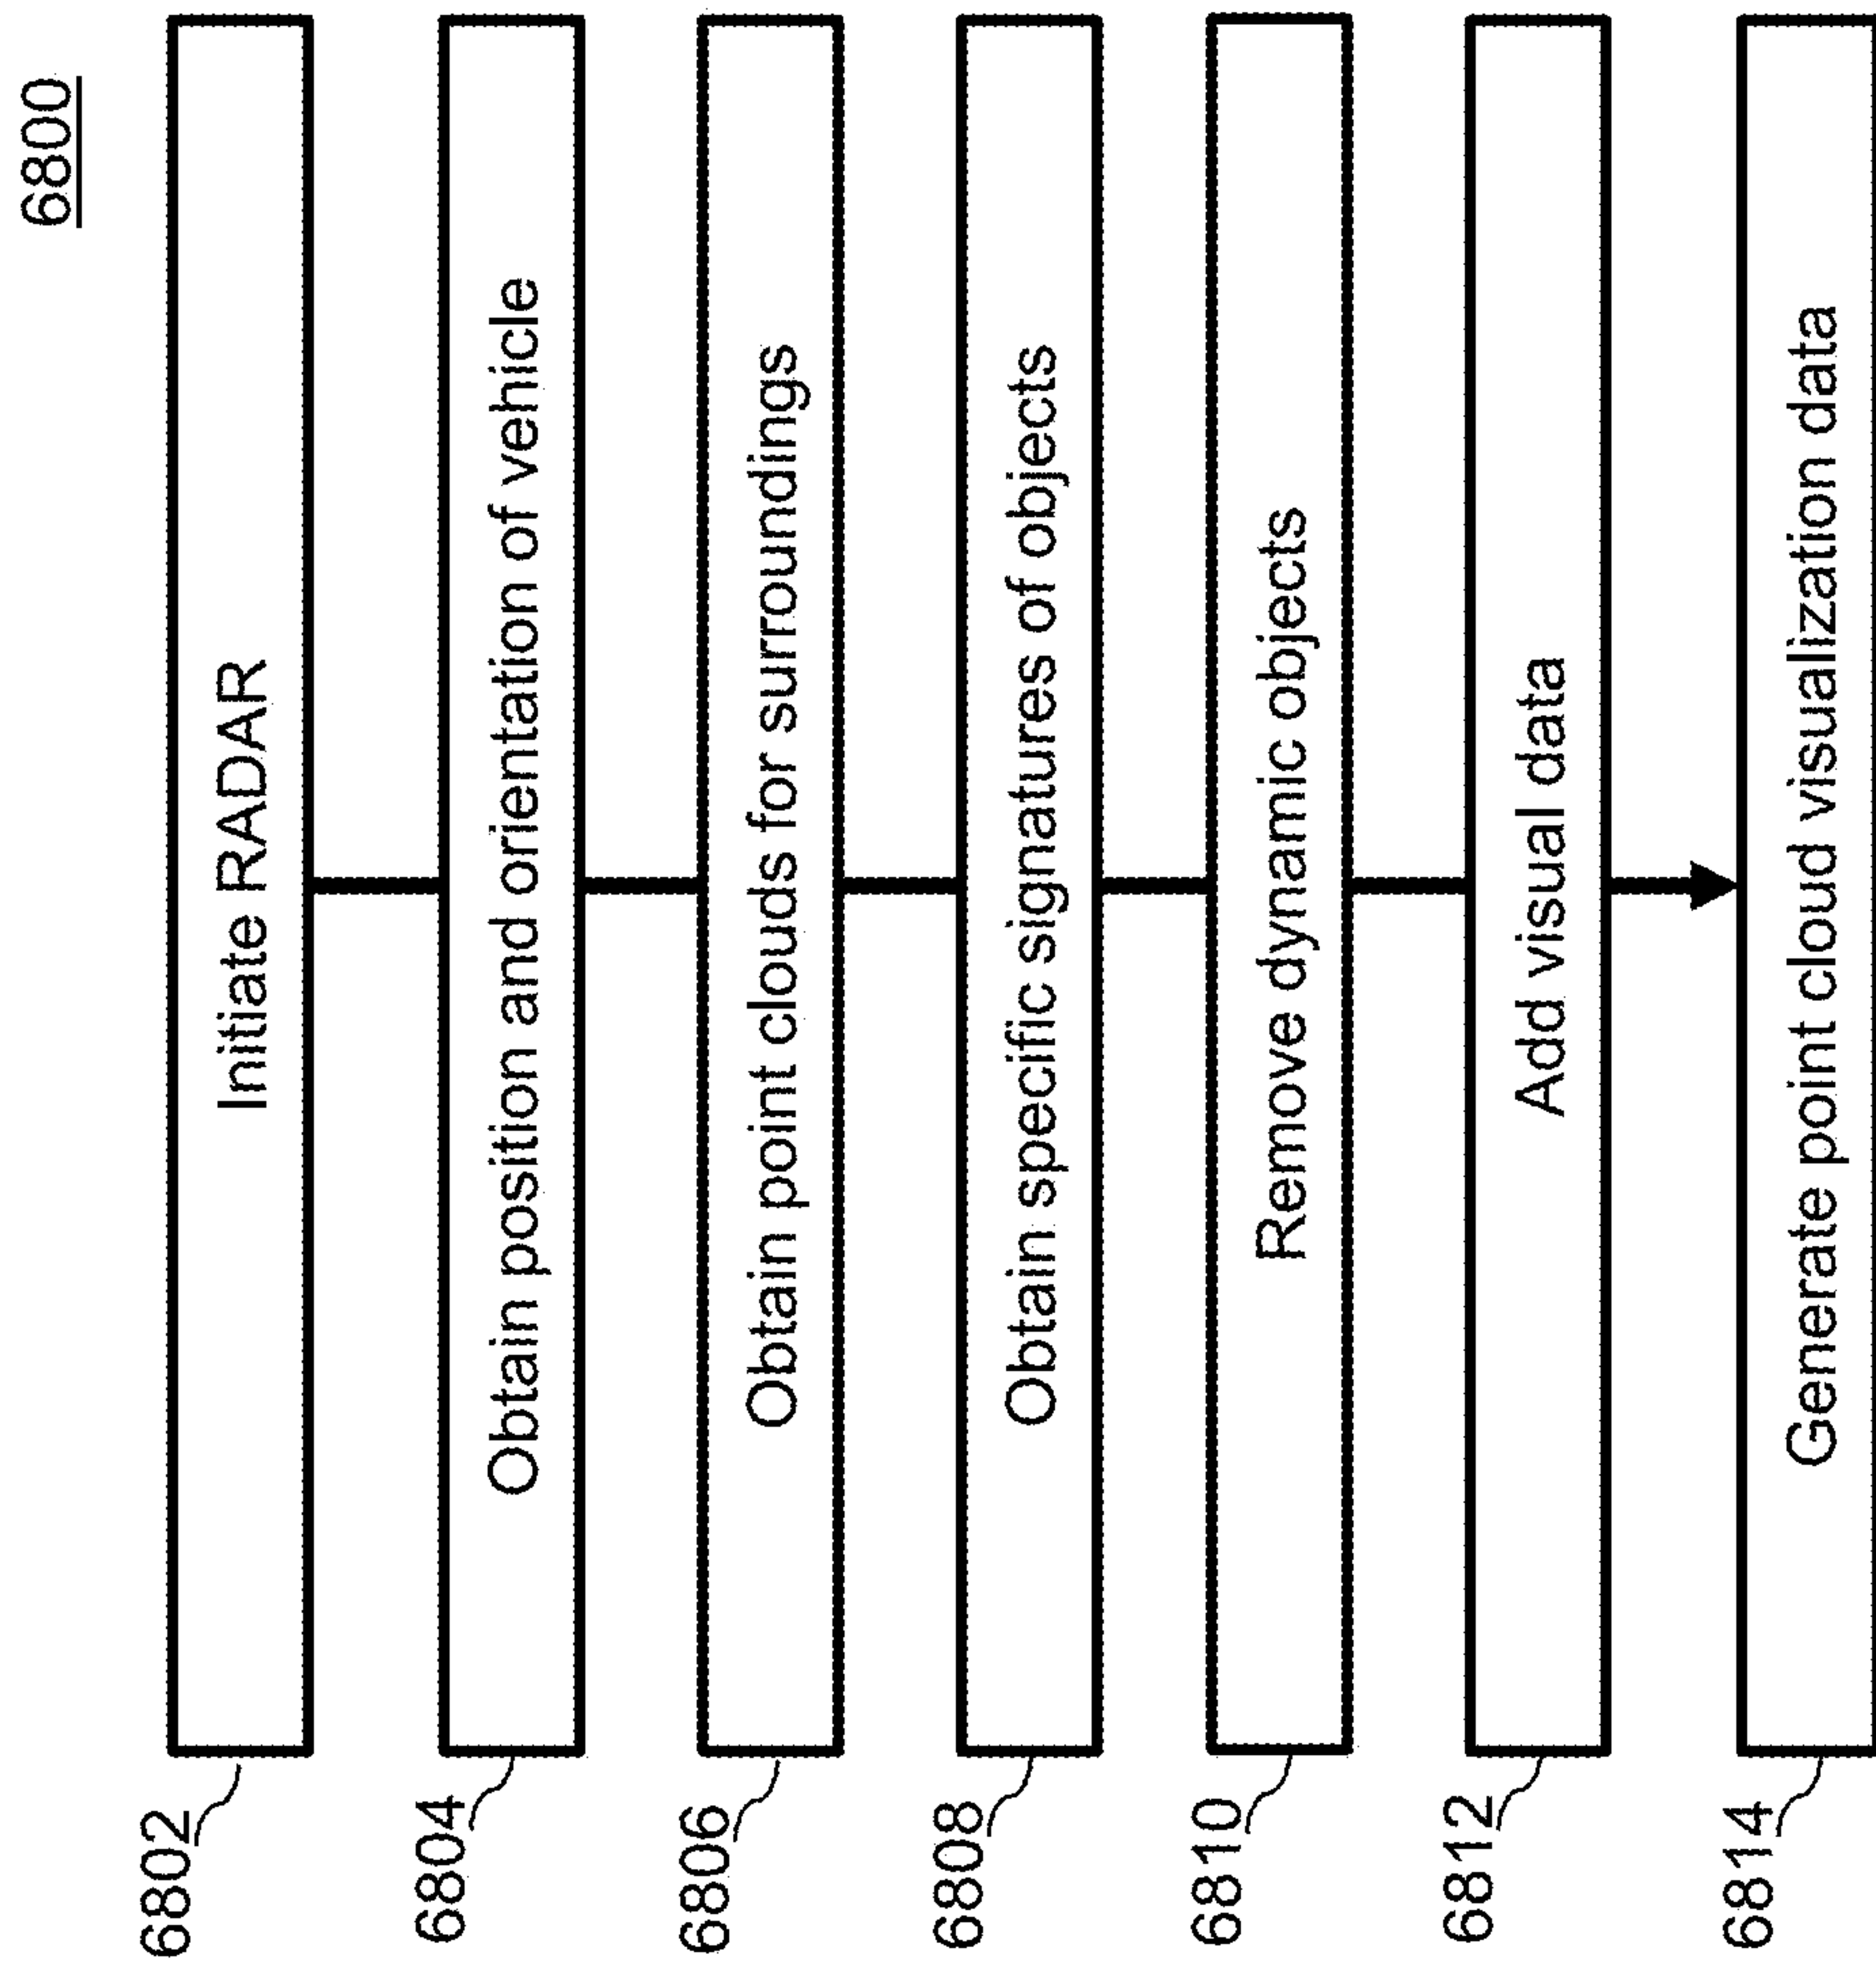 6800
6802
Initiate RADAR
6804
Obtain position and orientation of vehicle
6806
Obtain point clouds for surroundings
6808
Obtain specific signatures of objects
6810
Remove dynamic objects
6812
Add visual data
6814
Generate point cloud visualization data